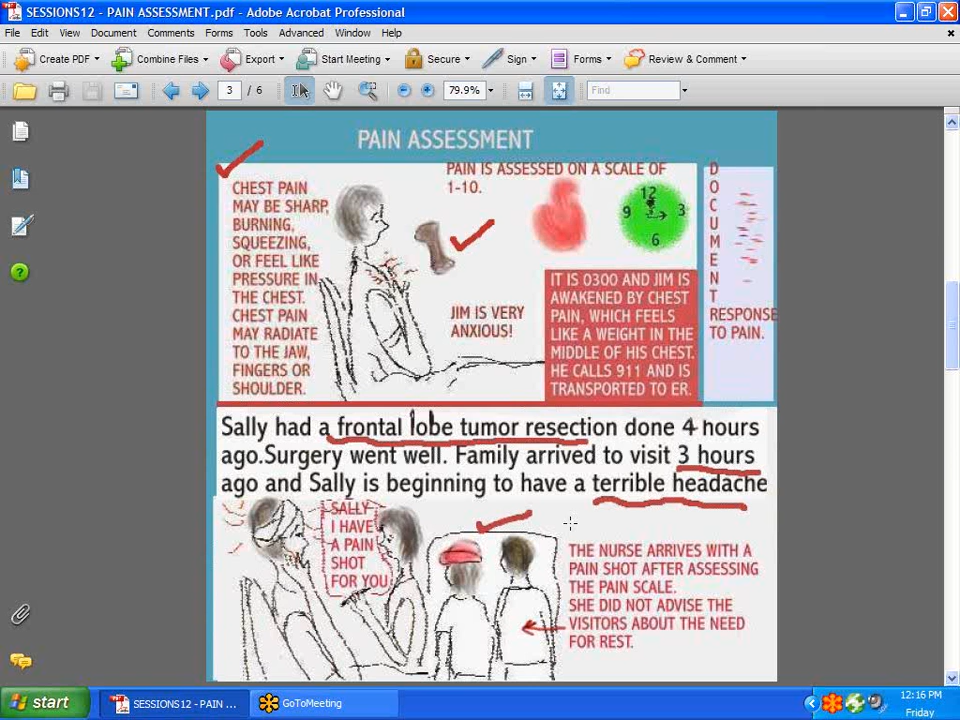 SESSIONS12 - PAIN ASSESSMENT.pdf - Adobe Acrobat Professional
File Edit View Document Comments Forms Tools Advanced Window Help
Create PDF Combine Files Export Start Meeting Secure Sign Forms Review & Comment
3 / 6 79.9% Find
PAIN ASSESSMENT
CHEST PAIN
MAY BE SHARP,
BURNING,
SQUEEZING,
OR FEEL LIKE
PRESSURE IN
THE CHEST.
CHEST PAIN
MAY RADIATE
TO THE JAW,
FINGERS OR
SHOULDER.
PAIN IS ASSESSED ON A SCALE OF
1-10.
12
9 3
6
JIM IS VERY
ANXIOUS!
IT IS 0300 AND JIM IS
AWAKENED BY CHEST
PAIN, WHICH FEELS
LIKE A WEIGHT IN THE
MIDDLE OF HIS CHEST.
HE CALLS 911 AND IS
TRANSPORTED TO ER.
D
O
C
U
M
E
N
T
RESPONSE
TO PAIN.
Sally had a frontal lobe tumor resection done 4 hours
ago.Surgery went well. Family arrived to visit 3 hours
ago and Sally is beginning to have a terrible headache
SALLY
I HAVE
A PAIN
SHOT
FOR YOU
THE NURSE ARRIVES WITH A
PAIN SHOT AFTER ASSESSING
THE PAIN SCALE.
SHE DID NOT ADVISE THE
VISITORS ABOUT THE NEED
FOR REST.
start SESSIONS12 - PAIN ... GoToMeeting 12:16 PM
Friday